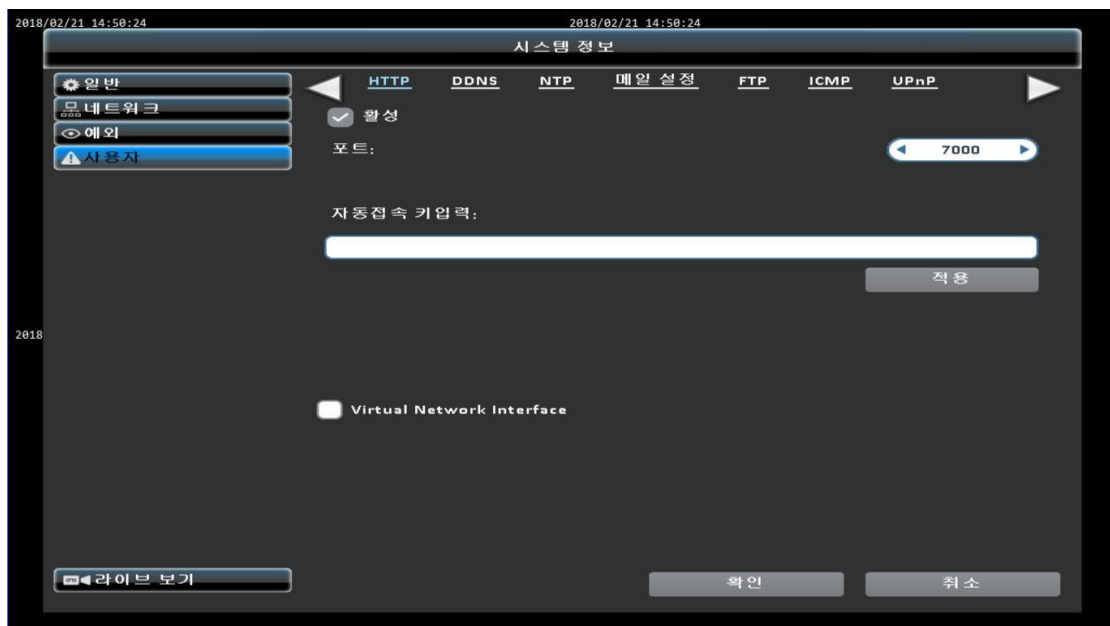 2018/02/21 14:50:24 2018/02/21 14:50:24
시스템 정보
일반
네트워크
예외
사용자
HTTP DDNS NTP 메일 설정 FTP ICMP UPnP
활성
포트: 7000
자동접속 키입력:
적용
2018
Virtual Network Interface
라이브 보기
확인 취소